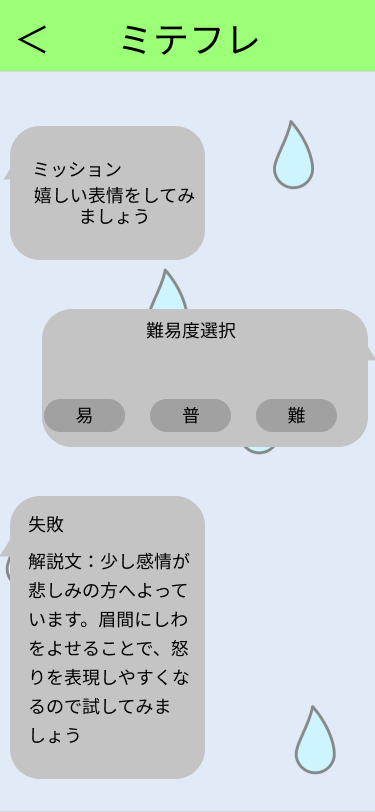 < ミテフレ
ミッション
嬉しい表情をしてみ
ましょう
難易度選択
易 普 難
失敗
解説文：少し感情が
悲しみの方へよって
います。眉間にしわ
をよせることで、怒
りを表現しやすくな
るので試してみま
しょう